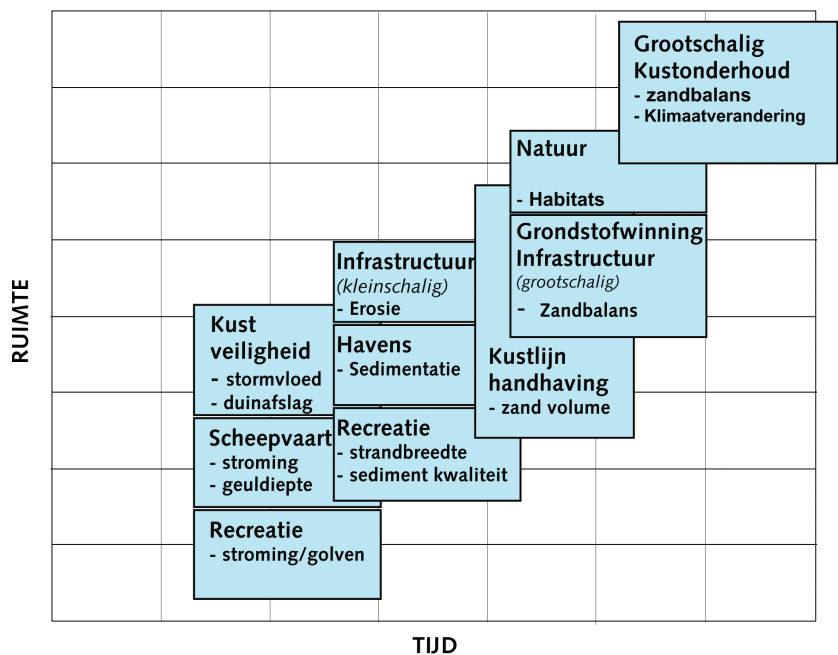 Grootschalig
Kustonderhoud
- zandbalans
- Klimaatverandering
Natuur
- Habitats
Grondstofwinning
Infrastructuur
(grootschalig)
- Zandbalans
Infrastructuur
(kleinschalig)
- Erosie
Kust
veiligheid
- stormvloed
- duinafslag
Havens
- Sedimentatie
Kustlijn
handhaving
- zand volume
Scheepvaart
- stroming
- geuldiepte
Recreatie
- strandbreedte
- sediment kwaliteit
Recreatie
- stroming/golven
RUIMTE
TIJD